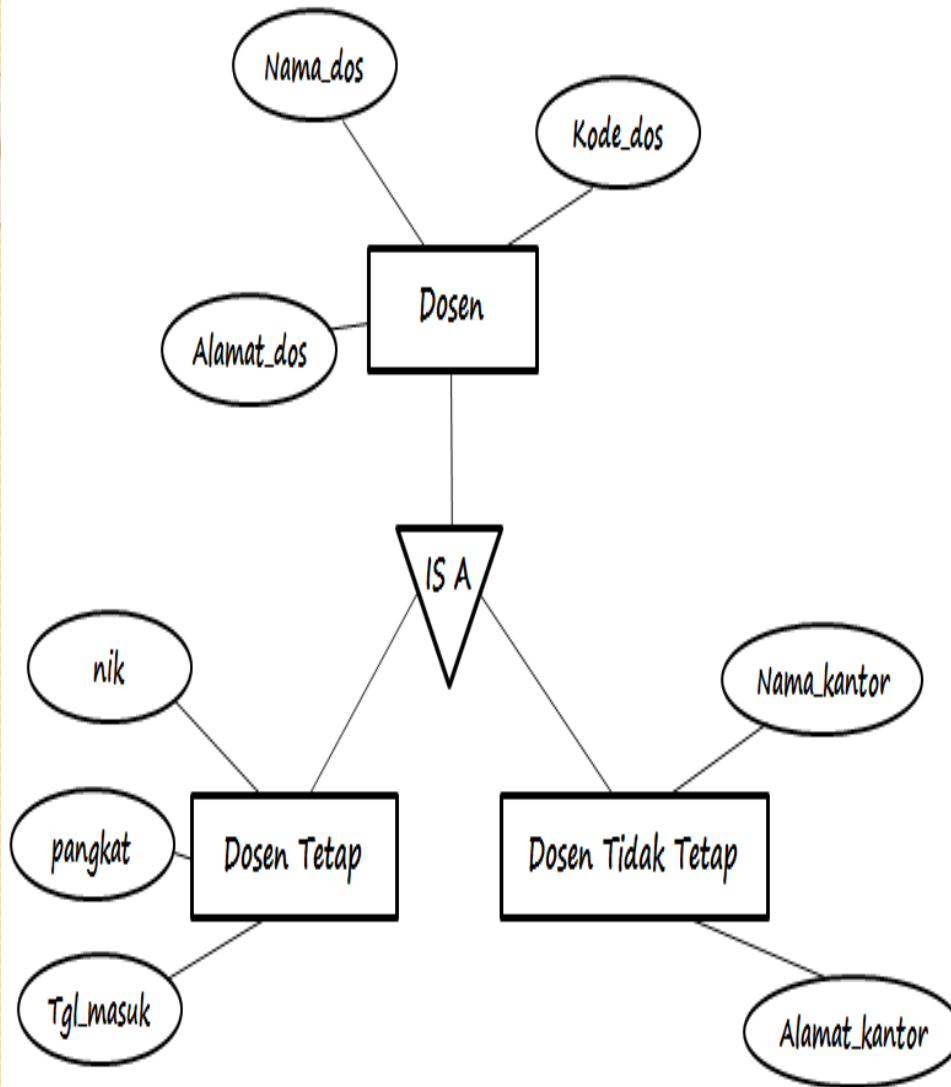 Nama_dos
Kode_dos
Dosen
Alamat_dos
IS A
nik
Nama_kantor
pangkat
Dosen Tetap
Dosen Tidak Tetap
Tgl_masuk
Alamat_kantor